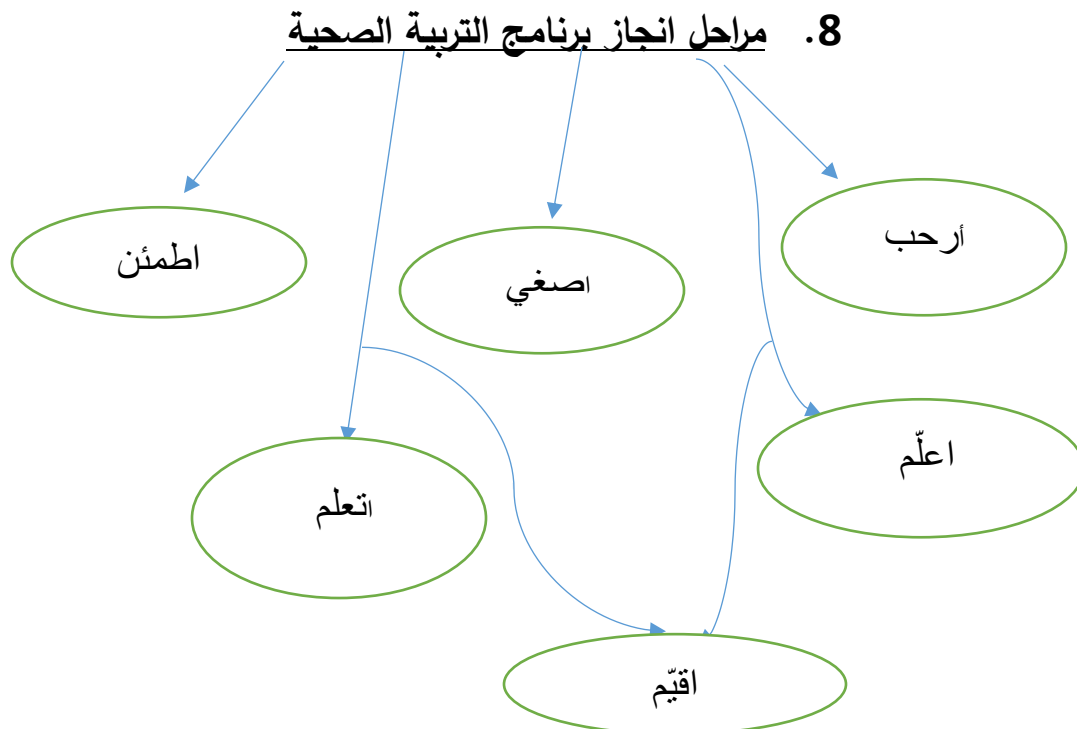 8. مراحل انجاز برنامج التربية الصحية
أرحب
اصغي
اطمئن
اعلّم
اتعلم
اقيّم